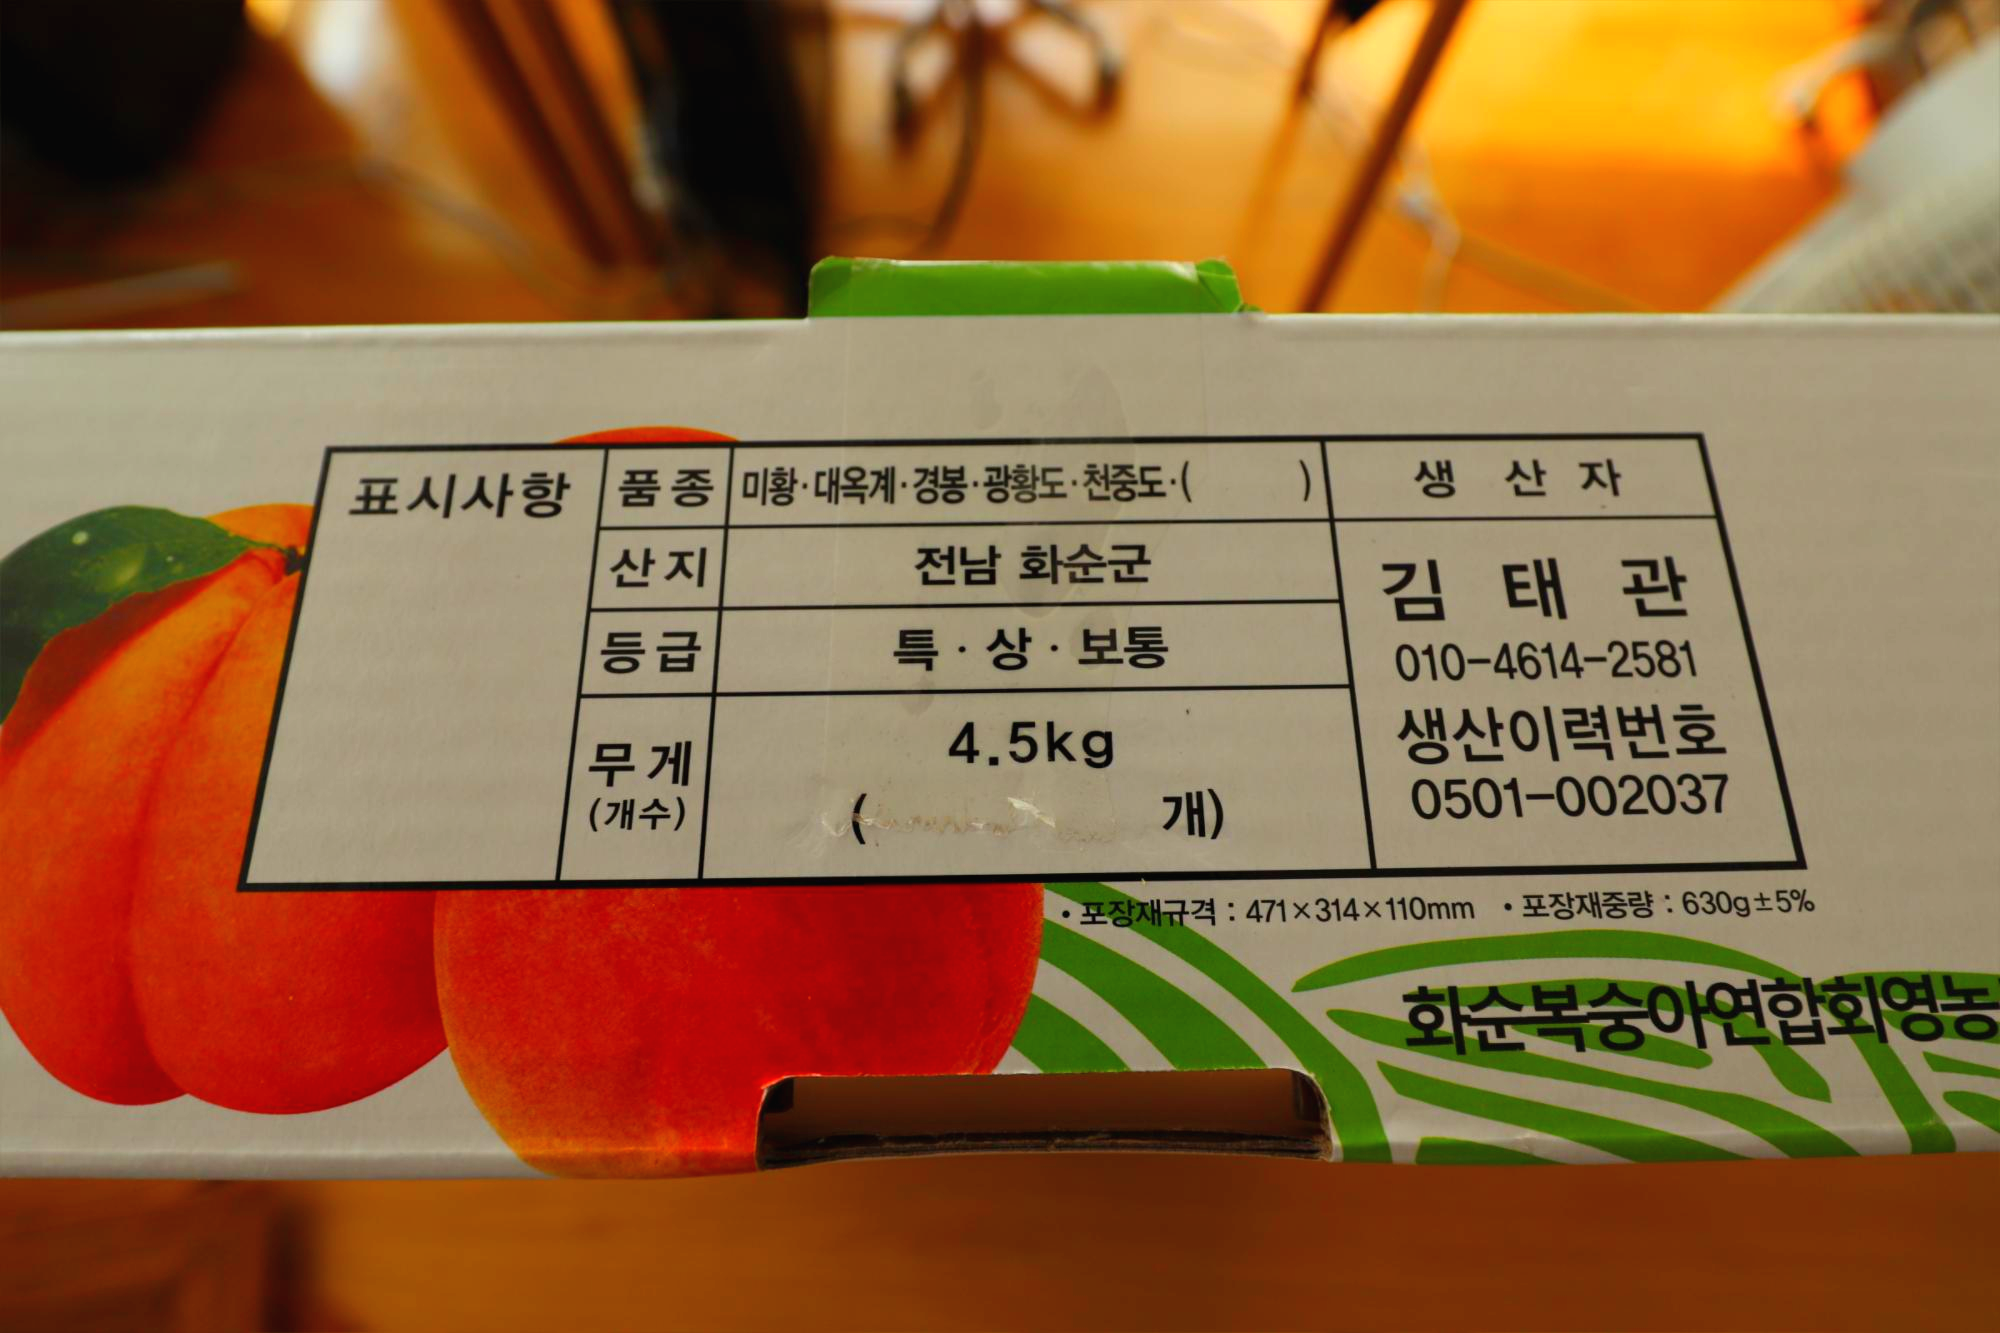 표시사항
품종 미황·대옥계·경봉·광황도·천중도·( )
산지 전남 화순군
등급 특·상·보통
무게 4.5kg
(개수) ( 개)
생 산 자
김 태 관
010-4614-2581
생산이력번호
0501-002037
·포장재규격 : 471×314×110mm ·포장재중량 : 630g±5%
화순복숭아연합회영농